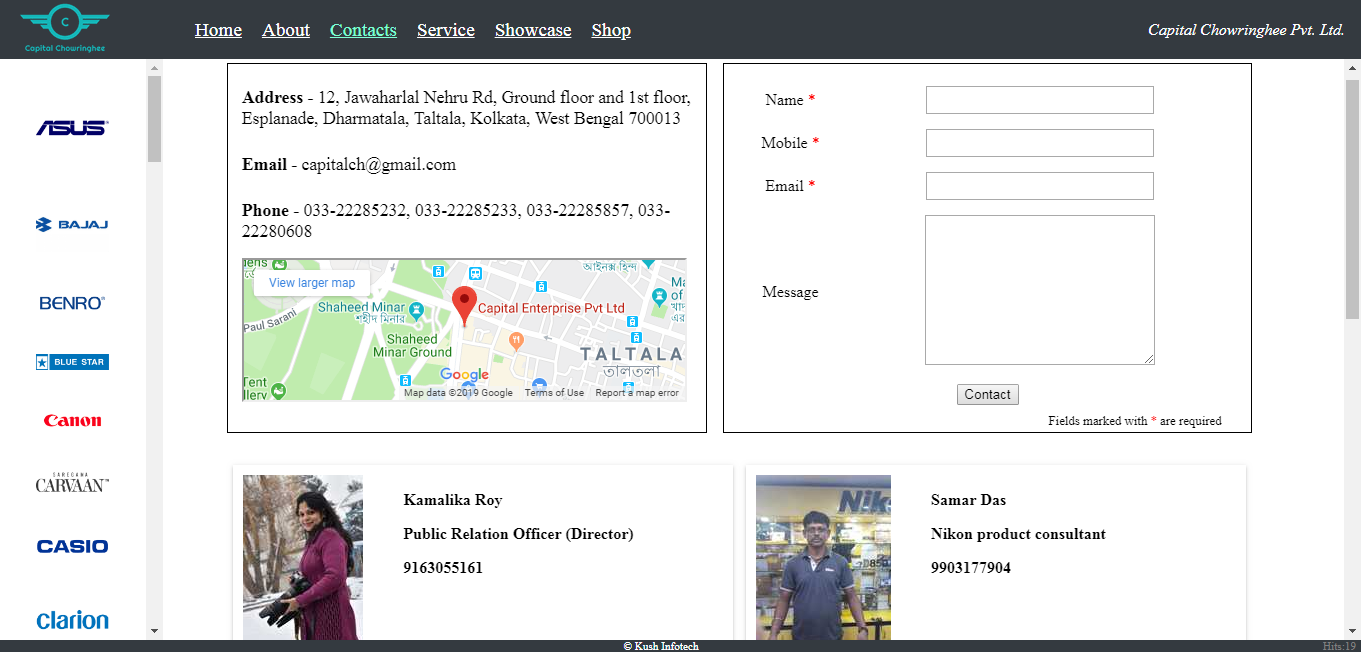 C
Capital Chowringhee
Home About Contacts Service Showcase Shop
Capital Chowringhee Pvt. Ltd.
ASUS
BAJAJ
BENRO
BLUE STAR
Canon
SAREGAMA
CARVAAN
CASIO
clarion
Address - 12, Jawaharlal Nehru Rd, Ground floor and 1st floor,
Esplanade, Dharmatala, Taltala, Kolkata, West Bengal 700013
Email - capitalch@gmail.com
Phone - 033-22285232, 033-22285233, 033-22285857, 033-
22280608
View larger map
আইনক্স হিন্দ
Shaheed Minar
শহীদ মিনার
Paul Sarani
Capital Enterprise Pvt Ltd
Shaheed
Minar Ground
TALTALA
তালতলা
Google
Map data ©2019 Google Terms of Use Report a map error
Name *
Mobile *
Email *
Message
Contact
Fields marked with * are required
Kamalika Roy
Public Relation Officer (Director)
9163055161
Samar Das
Nikon product consultant
9903177904
© Kush Infotech
Hits:19